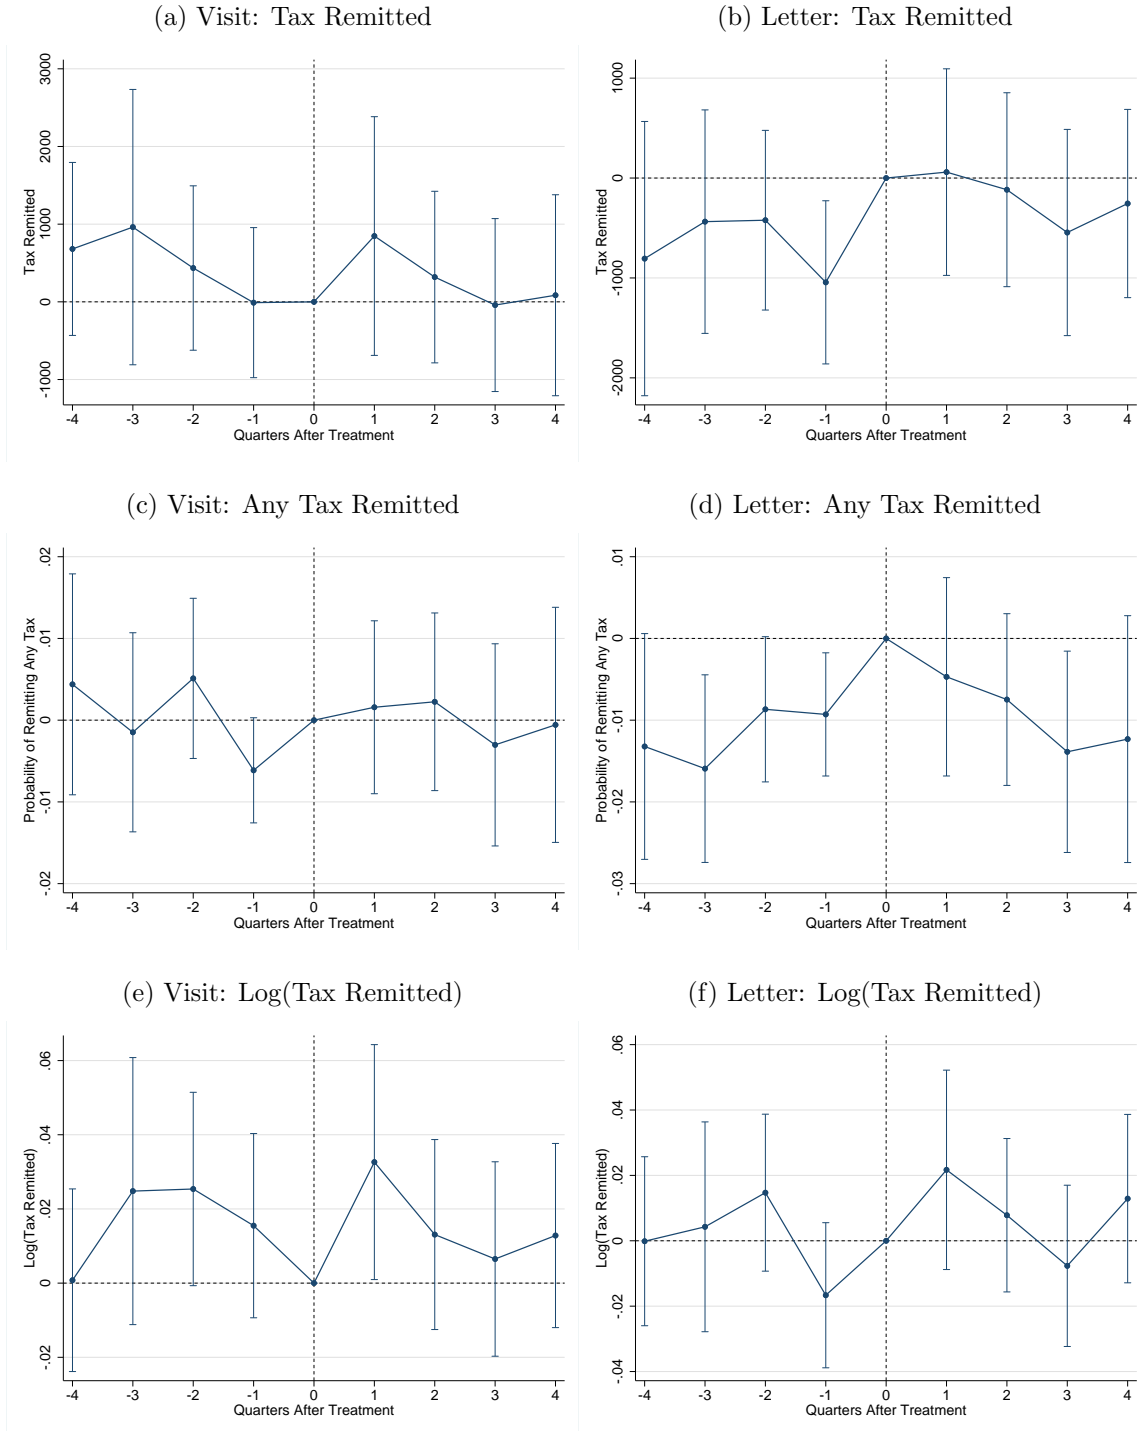 (a) Visit: Tax Remitted
Tax Remitted
3000
2000
1000
0
-1000
-4 -3 -2 -1 0 1 2 3 4
Quarters After Treatment
(b) Letter: Tax Remitted
Tax Remitted
1000
0
-1000
-2000
-4 -3 -2 -1 0 1 2 3 4
Quarters After Treatment
(c) Visit: Any Tax Remitted
Probability of Remitting Any Tax
.02
.01
0
-.01
-.02
-4 -3 -2 -1 0 1 2 3 4
Quarters After Treatment
(d) Letter: Any Tax Remitted
Probability of Remitting Any Tax
.01
0
-.01
-.02
-.03
-4 -3 -2 -1 0 1 2 3 4
Quarters After Treatment
(e) Visit: Log(Tax Remitted)
Log(Tax Remitted)
.06
.04
.02
0
-.02
-4 -3 -2 -1 0 1 2 3 4
Quarters After Treatment
(f) Letter: Log(Tax Remitted)
Log(Tax Remitted)
.06
.04
.02
0
-.02
-.04
-4 -3 -2 -1 0 1 2 3 4
Quarters After Treatment